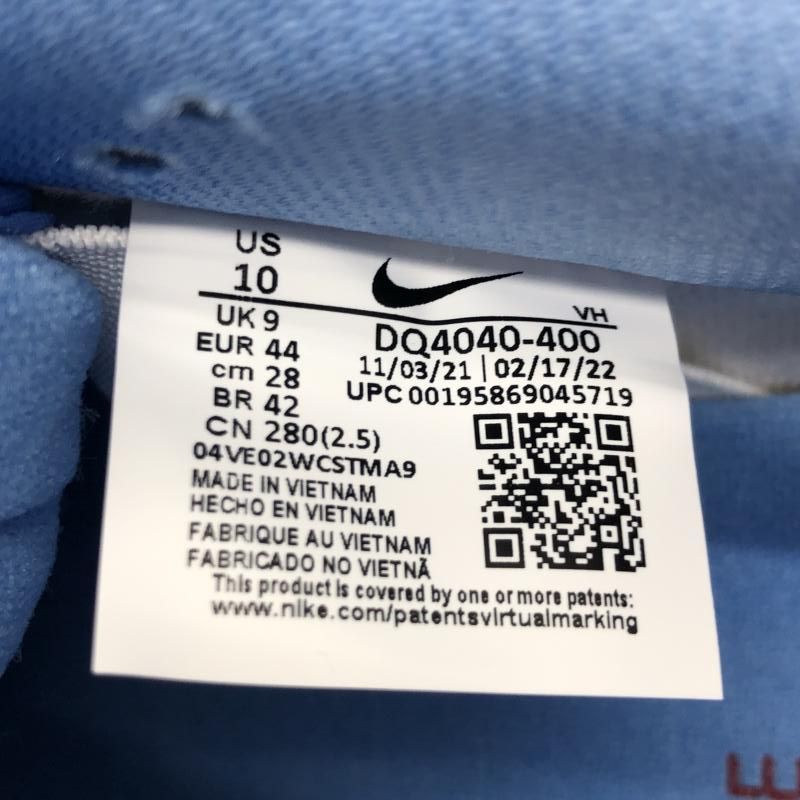 US
10
VH
UK 9
DQ4040-400
EUR 44
11/03/21 | 02/17/22
cm 28
UPC 00195869045719
BR 42
CN 280(2.5)
04VE02WCSTMA9
MADE IN VIETNAM
HECHO EN VIETNAM
FABRIQUE AU VIETNAM
FABRICADO NO VIETNÃ
This product is covered by one or more patents:
www.nike.com/patentsvirtualmarking